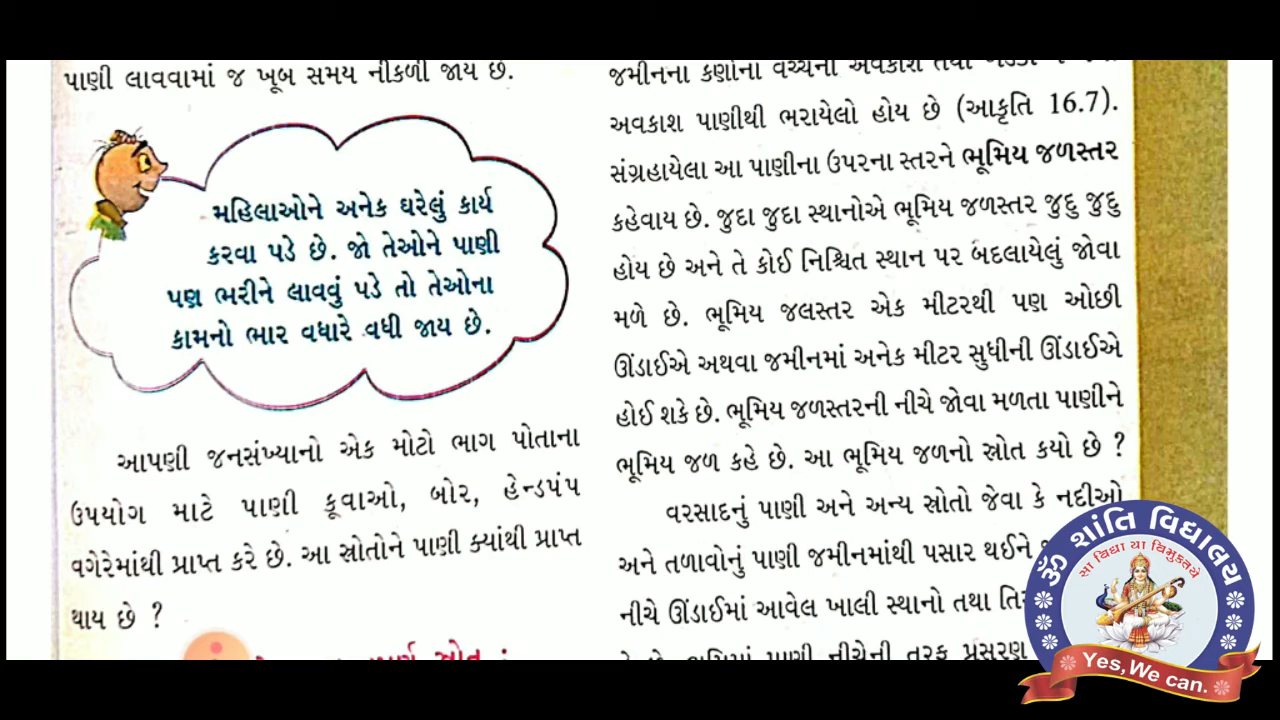 પાણી લાવવામાં જ ખૂબ સમય નીકળી જાય છે.
મહિલાઓને અનેક ઘરેલું કાર્ય
કરવા પડે છે. જો તેઓને પાણી
પણ ભરીને લાવવું પડે તો તેઓના
કામનો ભાર વધારે વધી જાય છે.
આપણી જનસંખ્યાનો એક મોટો ભાગ પોતાના
ઉપયોગ માટે પાણી કૂવાઓ, બોર, હેન્ડપંપ
વગેરેમાંથી પ્રાપ્ત કરે છે. આ સ્રોતોને પાણી ક્યાંથી પ્રાપ્ત
થાય છે ?
સ્રોત :
જમીનના કણોના વચ્ચેના અવકાશ તથા
અવકાશ પાણીથી ભરાયેલો હોય છે (આકૃતિ 16.7).
સંગ્રહાયેલા આ પાણીના ઉપરના સ્તરને ભૂમિય જળસ્તર
કહેવાય છે. જુદા જુદા સ્થાનોએ ભૂમિય જળસ્તર જુદુ જુદુ
હોય છે અને તે કોઈ નિશ્ચિત સ્થાન પર બદલાયેલું જોવા
મળે છે. ભૂમિય જલસ્તર એક મીટરથી પણ ઓછી
ઊંડાઈએ અથવા જમીનમાં અનેક મીટર સુધીની ઊંડાઈએ
હોઈ શકે છે. ભૂમિય જળસ્તરની નીચે જોવા મળતા પાણીને
ભૂમિય જળ કહે છે. આ ભૂમિય જળનો સ્રોત કયો છે ?
વરસાદનું પાણી અને અન્ય સ્રોતો જેવા કે નદીઓ
અને તળાવોનું પાણી જમીનમાંથી પસાર થઈને
નીચે ઊંડાઈમાં આવેલ ખાલી સ્થાનો તથા
ભૂમિમાં પાણી નીચેની તરફ પ્રસરણ
ૐ શાંતિ વિદ્યાલય
સા વિદ્યા યા વિમુક્તયે
Yes, We can.